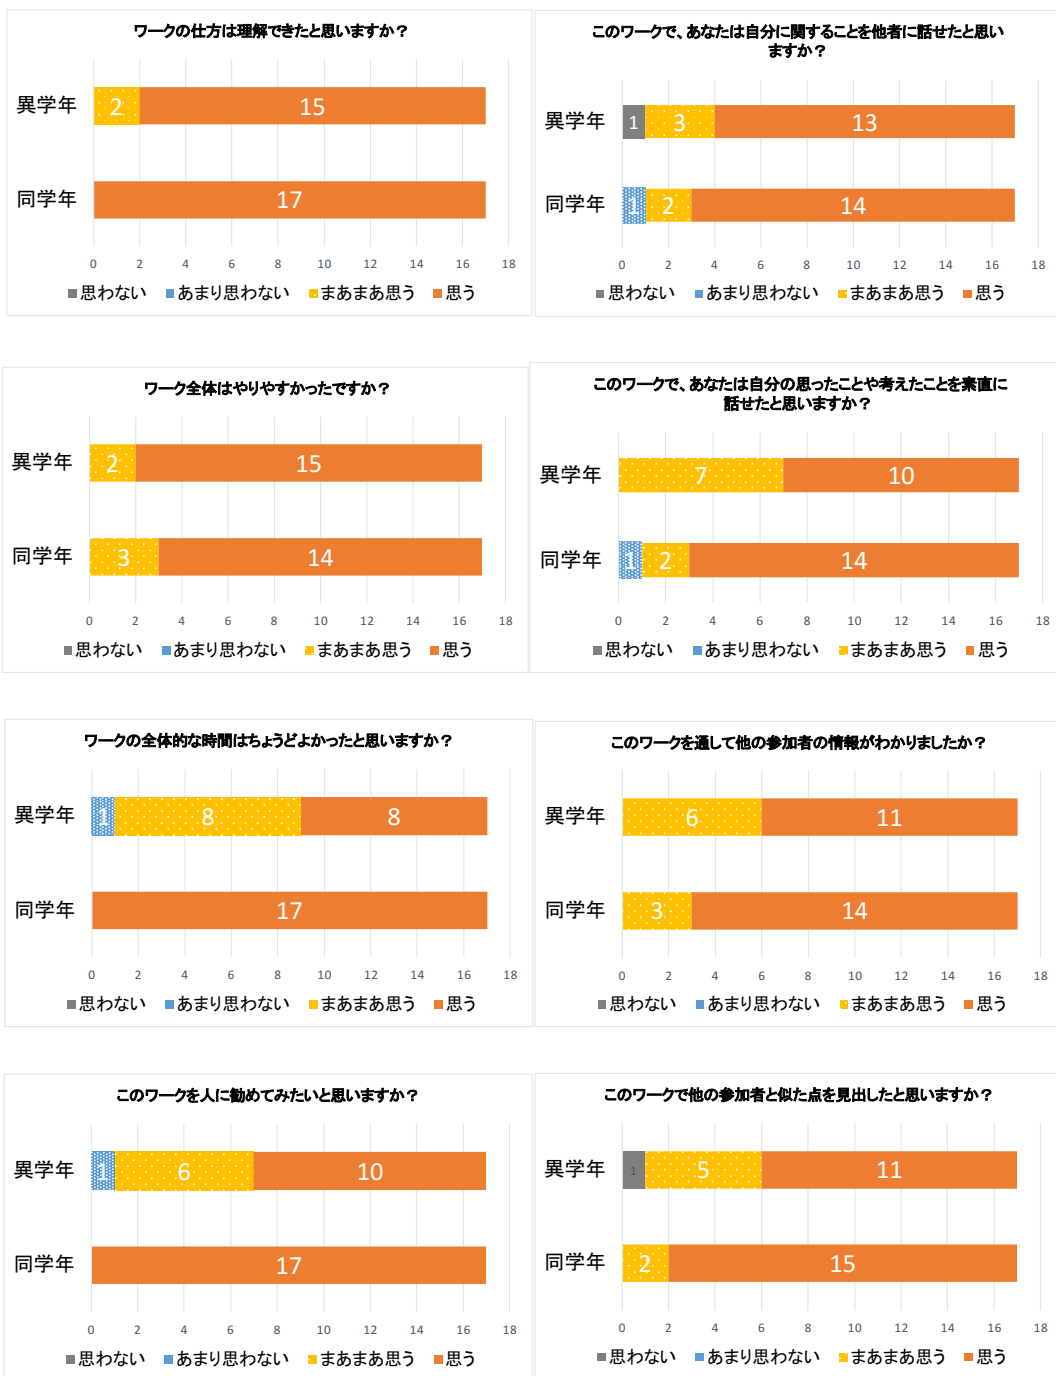 ワークの仕方は理解できたと思いますか?
異学年
2
15
同学年
17
0 2 4 6 8 10 12 14 16 18
思わない あまり思わない まあまあ思う 思う
このワークで、あなたは自分に関することを他者に話せたと思い
ますか?
異学年
1
3
13
同学年
1
2
14
0 2 4 6 8 10 12 14 16 18
思わない あまり思わない まあまあ思う 思う
ワーク全体はやりやすかったですか?
異学年
2
15
同学年
3
14
0 2 4 6 8 10 12 14 16 18
思わない あまり思わない まあまあ思う 思う
このワークで、あなたは自分の思ったことや考えたことを素直に
話せたと思いますか?
異学年
7
10
同学年
1
2
14
0 2 4 6 8 10 12 14 16 18
思わない あまり思わない まあまあ思う 思う
ワークの全体的な時間はちょうどよかったと思いますか?
異学年
1
8
8
同学年
17
0 2 4 6 8 10 12 14 16 18
思わない あまり思わない まあまあ思う 思う
このワークを通して他の参加者の情報がわかりましたか?
異学年
6
11
同学年
3
14
0 2 4 6 8 10 12 14 16 18
思わない あまり思わない まあまあ思う 思う
このワークを人に勧めてみたいと思いますか?
異学年
1
6
10
同学年
17
0 2 4 6 8 10 12 14 16 18
思わない あまり思わない まあまあ思う 思う
このワークで他の参加者と似た点を見出したと思いますか?
異学年
1
5
11
同学年
2
15
0 2 4 6 8 10 12 14 16 18
思わない あまり思わない まあまあ思う 思う